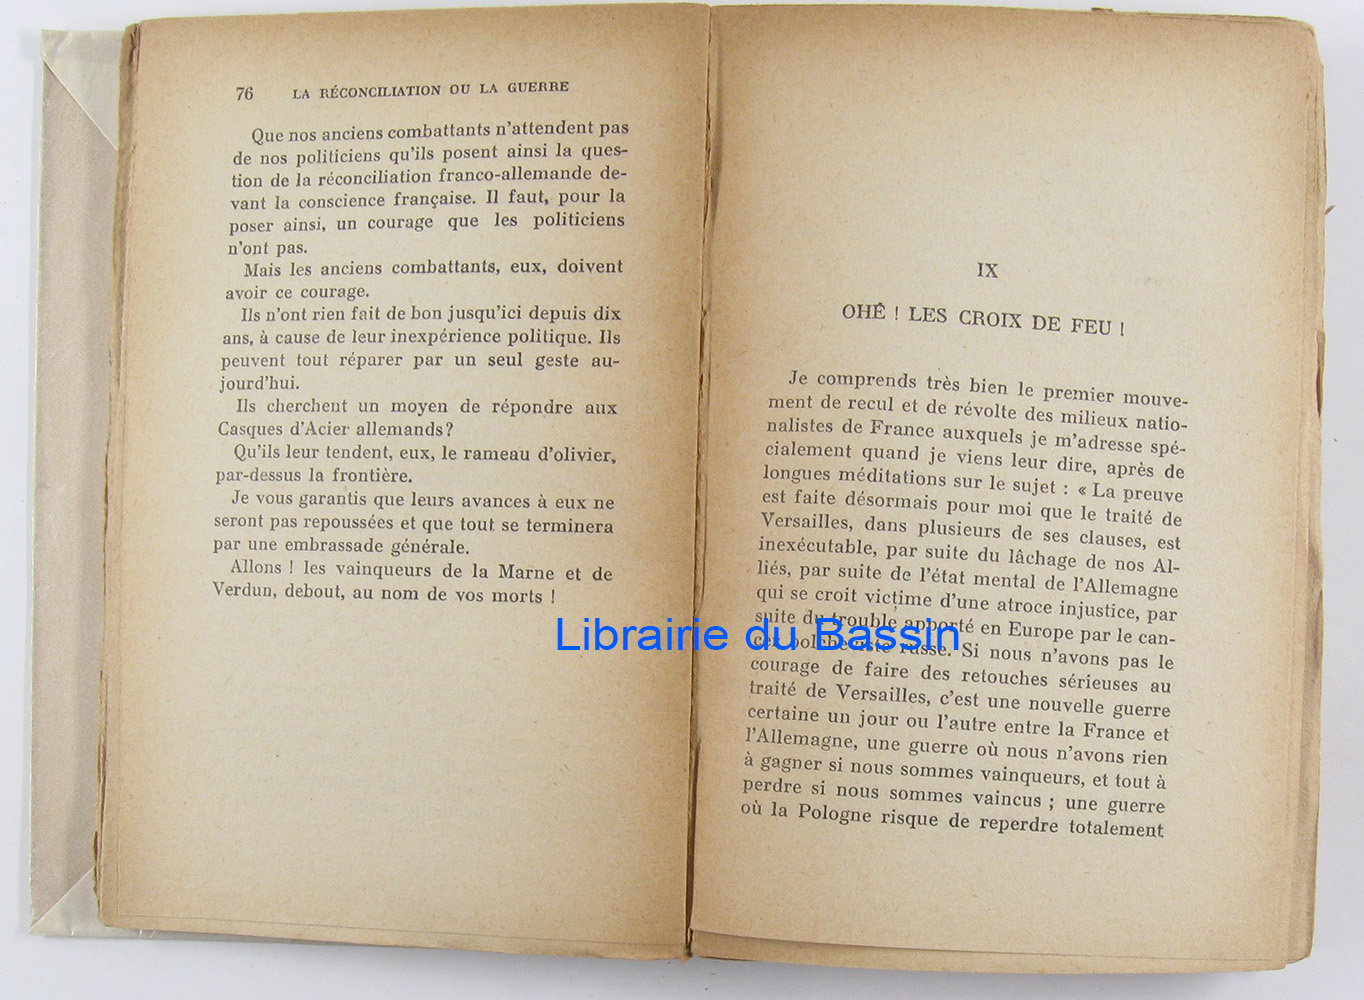 76 LA RÉCONCILIATION OU LA GUERRE
Que nos anciens combattants n'attendent pas
de nos politiciens qu'ils posent ainsi la ques-
tion de la réconciliation franco-allemande de-
vant la conscience française. Il faut, pour la
poser ainsi, un courage que les politiciens
n'ont pas.
Mais les anciens combattants, eux, doivent
avoir ce courage.
Ils n'ont rien fait de bon jusqu'ici depuis dix
ans, à cause de leur inexpérience politique. Ils
peuvent tout réparer par un seul geste au-
jourd'hui.
Ils cherchent un moyen de répondre aux
Casques d'Acier allemands?
Qu'ils leur tendent, eux, le rameau d'olivier,
par-dessus la frontière.
Je vous garantis que leurs avances à eux ne
seront pas repoussées et que tout se terminera
par une embrassade générale.
Allons ! les vainqueurs de la Marne et de
Verdun, debout, au nom de vos morts !
IX
OHÉ ! LES CROIX DE FEU !
Je comprends très bien le premier mouve-
ment de recul et de révolte des milieux natio-
nalistes de France auxquels je m'adresse spé-
cialement quand je viens leur dire, après de
longues méditations sur le sujet : « La preuve
est faite désormais pour moi que le traité de
Versailles, dans plusieurs de ses clauses, est
inexécutable, par suite du lâchage de nos Al-
liés, par suite de l'état mental de l'Allemagne
qui se croit victime d'une atroce injustice, par
suite du trouble apporté en Europe par le can-
cer bolcheviste russe. Si nous n'avons pas le
courage de faire des retouches sérieuses au
traité de Versailles, c'est une nouvelle guerre
certaine un jour ou l'autre entre la France et
l'Allemagne, une guerre où nous n'avons rien
à gagner si nous sommes vainqueurs, et tout à
perdre si nous sommes vaincus ; une guerre
où la Pologne risque de reperdre totalement
Librairie du Bassin